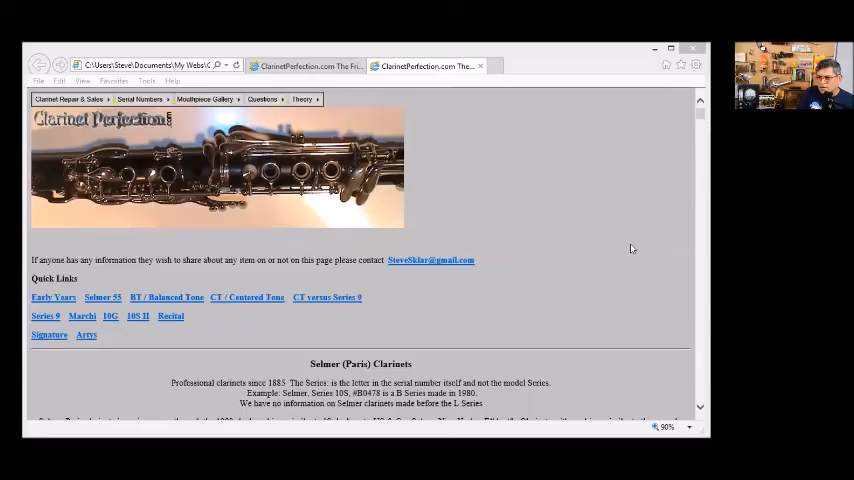 C:\Users\Steve\Documents\My Webs\C
ClarinetPerfection.com The Fri...
ClarinetPerfection.com The...
File Edit View Favorites Tools Help
Clarinet Repair & Sales Serial Numbers Mouthpiece Gallery Questions Theory
Clarinet Perfection.com
If anyone has any information they wish to share about any item on or not on this page please contact SteveSklar@gmail.com
Quick Links
Early Years Selmer 55 BT / Balanced Tone CT / Centered Tone CT versus Series 9
Series 9 Marchi 10G 10S II Recital
Signature Artys
Selmer (Paris) Clarinets
Professional clarinets since 1885 The Series: is the letter in the serial number itself and not the model Series.
Example: Selmer, Series 10S, #B0478 is a B Series made in 1980.
We have no information on Selmer clarinets made before the L Series
90%